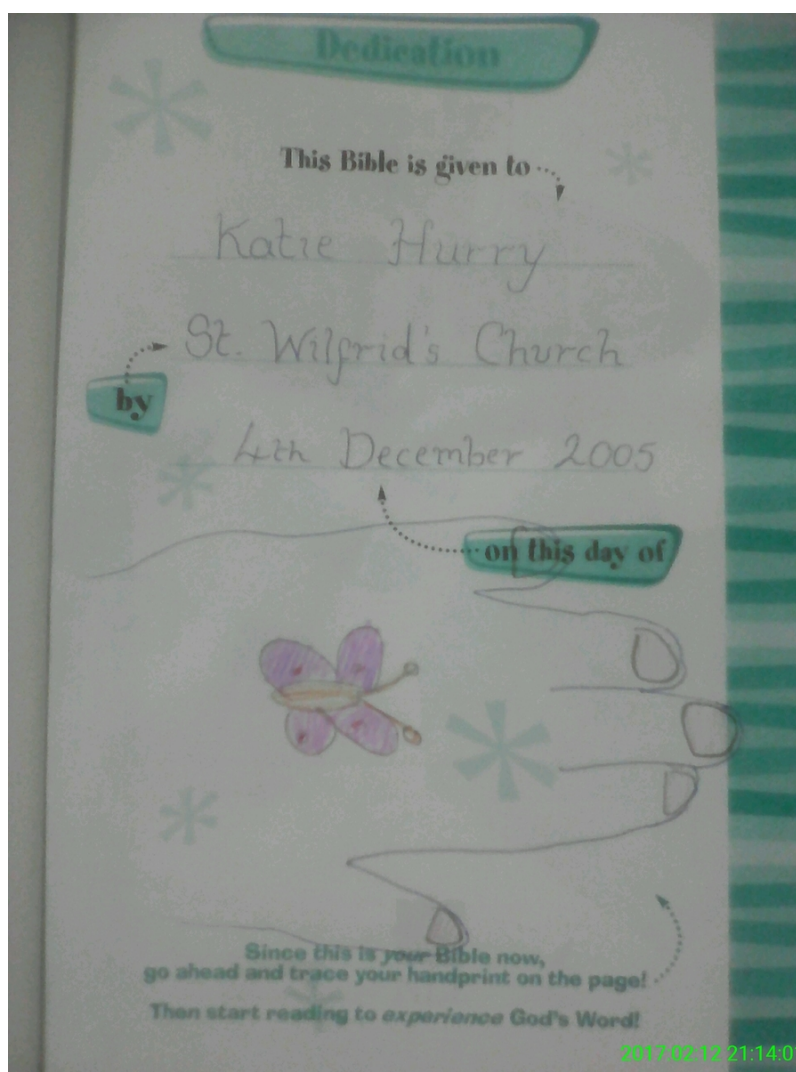 Dedication
This Bible is given to
Katie Hurry
St. Wilfrid's Church
by
4th December 2005
on this day of
Since this is your Bible now,
go ahead and trace your handprint on the page!
Then start reading to experience God's Word!
2017:02:12 21:14:0